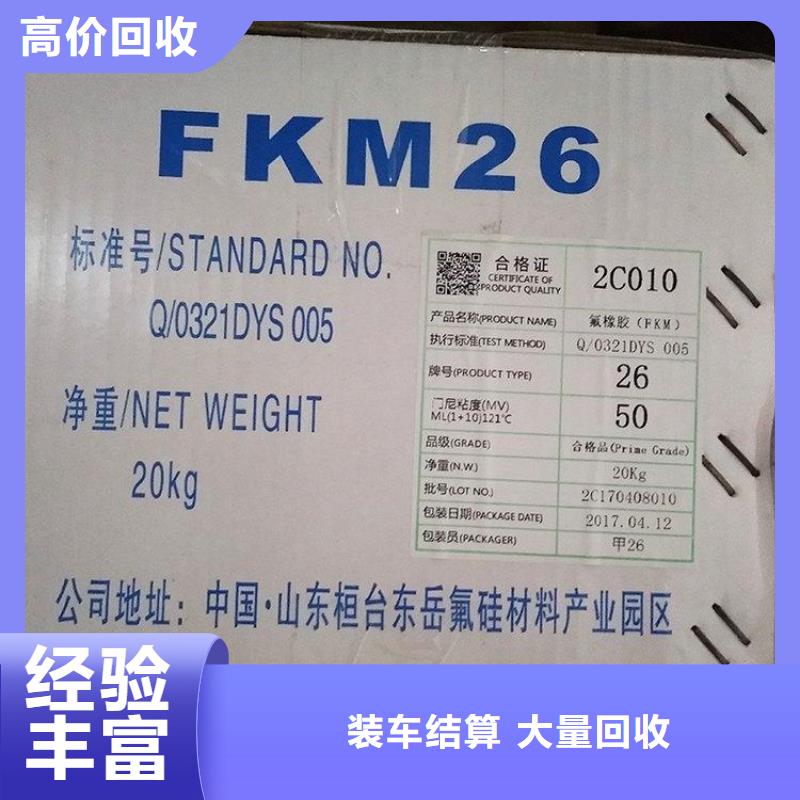 高价回收
FKM26
标准号/STANDARD NO.
Q/0321DYS 005
净重/NET WEIGHT
20kg
合格证
CERTIFICATE OF
PRODUCT QUALITY
2C010
产品名称(PRODUCT NAME) 氟橡胶(FKM)
执行标准(TEST METHOD) Q/0321DYS 005
牌号(PRODUCT TYPE) 26
门尼粘度(MV)
ML(1+10)121℃
50
品级(GRADE) 合格品(Prime Grade)
净重(N.W.) 20Kg
批号(LOT NO.) 2C170408010
包装日期(PACKAGE DATE) 2017.04.12
包装员(PACKAGER) 甲26
公司地址：中国·山东桓台东岳氟硅材料产业园区
经验
丰富
装车结算 大量回收